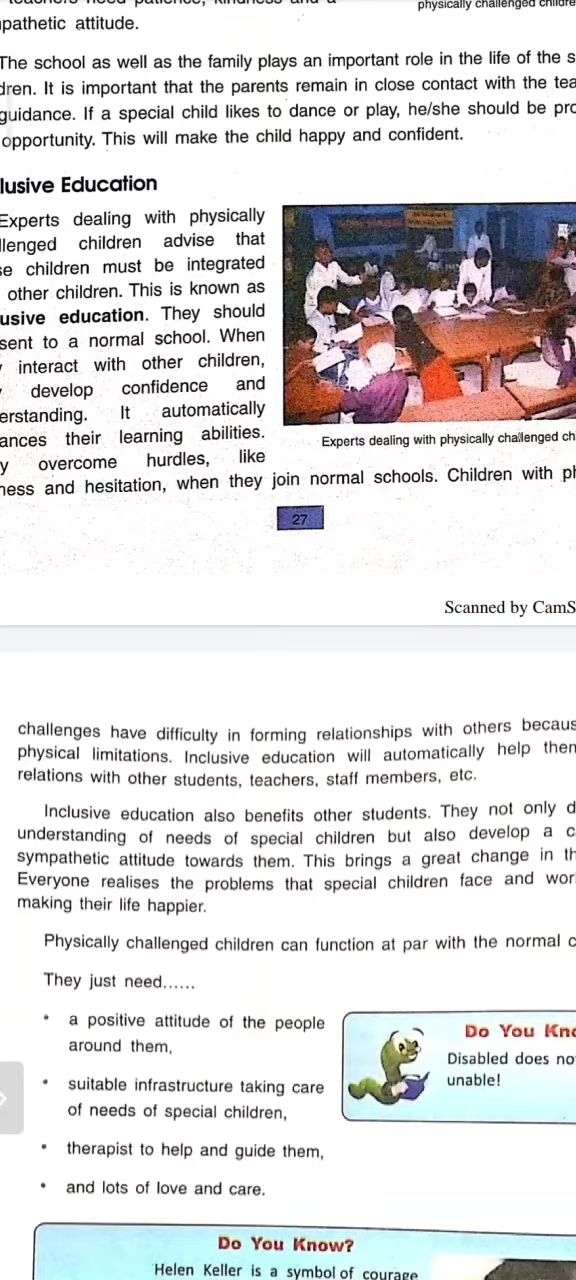 teachers need patience, kindness and a
physically challenged childre
pathetic attitude.
The school as well as the family plays an important role in the life of the s
dren. It is important that the parents remain in close contact with the tea
guidance. If a special child likes to dance or play, he/she should be pro
opportunity. This will make the child happy and confident.
lusive Education
Experts dealing with physically
llenged children advise that
se children must be integrated
other children. This is known as
usive education. They should
sent to a normal school. When
y interact with other children,
y develop confidence and
erstanding. It automatically
ances their learning abilities.
y overcome hurdles, like
Experts dealing with physically challenged ch
ness and hesitation, when they join normal schools. Children with ph
27
Scanned by CamS
challenges have difficulty in forming relationships with others becaus
physical limitations. Inclusive education will automatically help them
relations with other students, teachers, staff members, etc.
Inclusive education also benefits other students. They not only d
understanding of needs of special children but also develop a c
sympathetic attitude towards them. This brings a great change in th
Everyone realises the problems that special children face and wor
making their life happier.
Physically challenged children can function at par with the normal c
They just need......
• a positive attitude of the people
around them,
• suitable infrastructure taking care
of needs of special children,
• therapist to help and guide them,
• and lots of love and care.
Do You Kno
Disabled does no
unable!
Do You Know?
Helen Keller is a symbol of courage